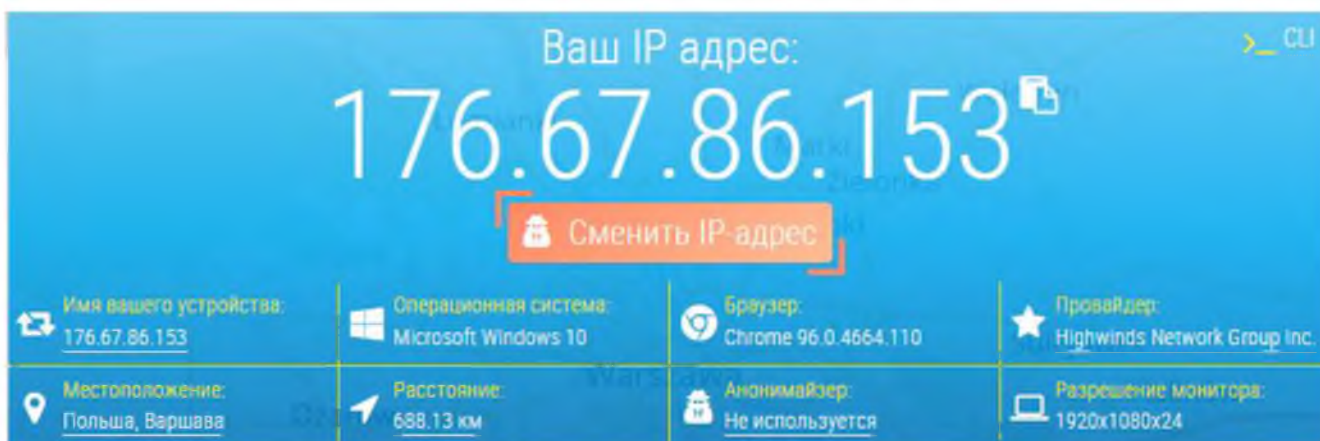 Ваш IP адрес:
>_ CLI
176.67.86.153
Сменить IP-адрес
Имя вашего устройства:
176.67.86.153
Операционная система:
Microsoft Windows 10
Браузер:
Chrome 96.0.4664.110
Провайдер:
Highwinds Network Group Inc.
Местоположение:
Польша, Варшава
Расстояние:
688.13 км
Анонимайзер:
Не используется
Разрешение монитора:
1920x1080x24
Warszawa